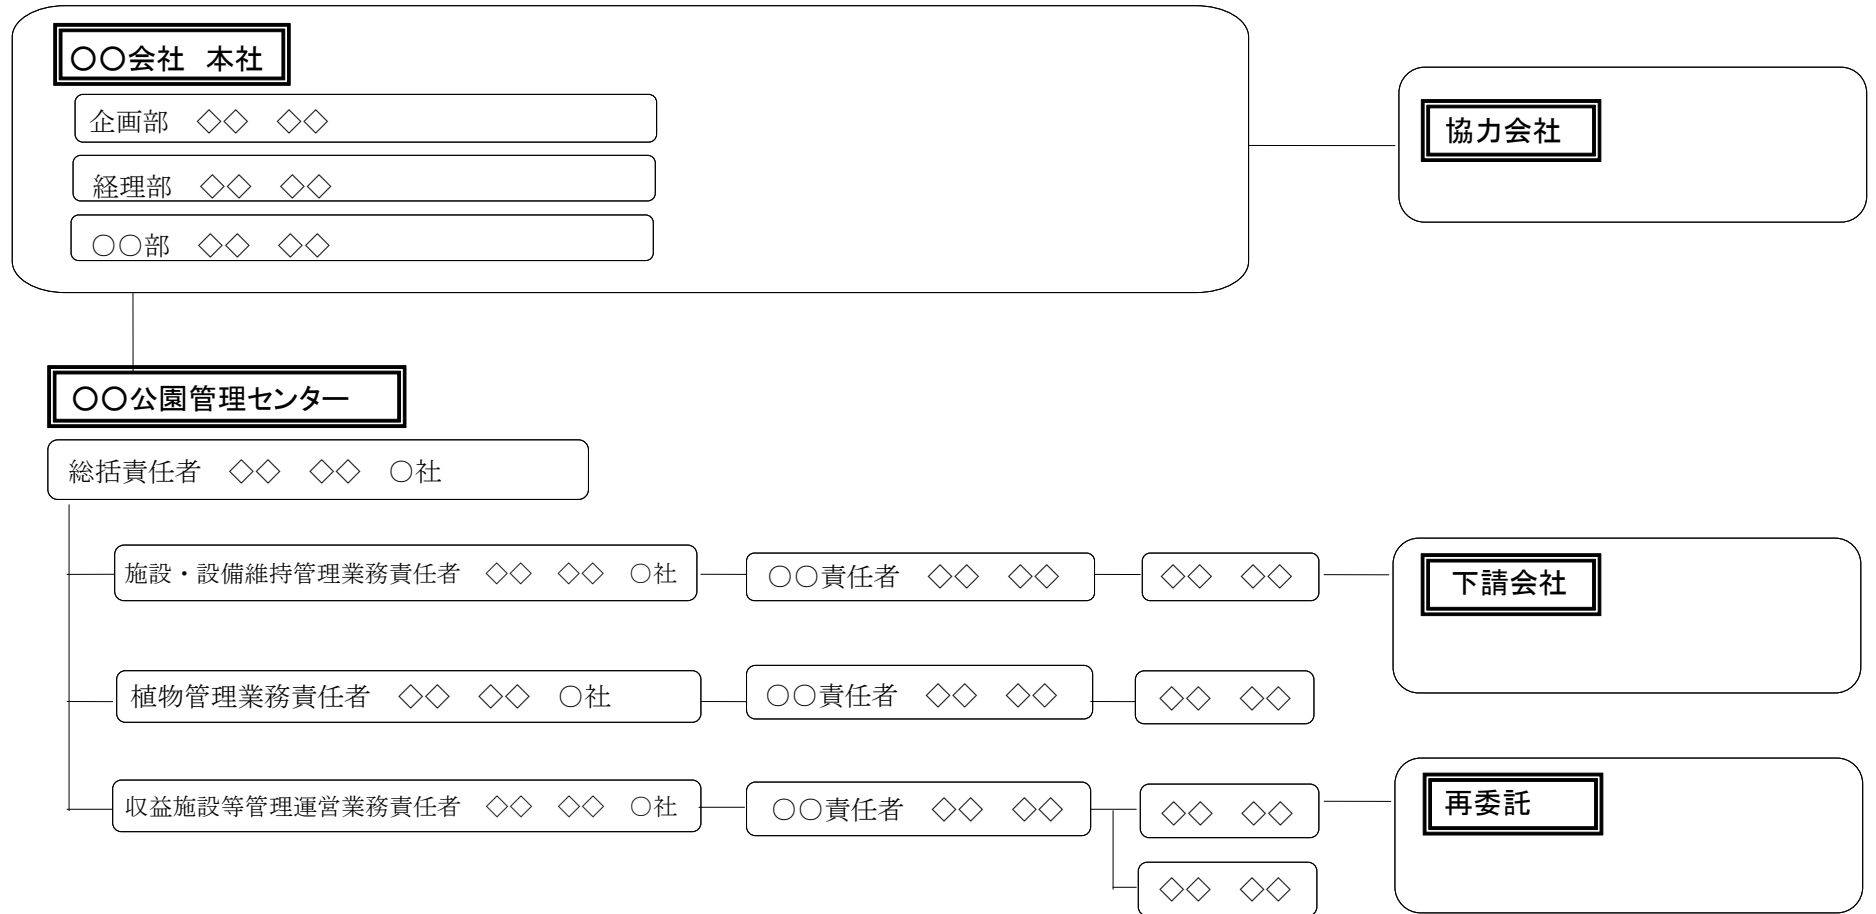 〇〇会社　本社
企画部　◇◇　◇◇
経理部　◇◇　◇◇
○○部　◇◇　◇◇
協力会社
〇〇公園管理センター
総括責任者　◇◇　◇◇　○社
施設・設備維持管理業務責任者　◇◇　◇◇　○社
○○責任者　◇◇　◇◇
◇◇　◇◇
下請会社
植物管理業務責任者　◇◇　◇◇　○社
○○責任者　◇◇　◇◇
◇◇　◇◇
収益施設等管理運営業務責任者　◇◇　◇◇　○社
○○責任者　◇◇　◇◇
◇◇　◇◇
再委託
◇◇　◇◇